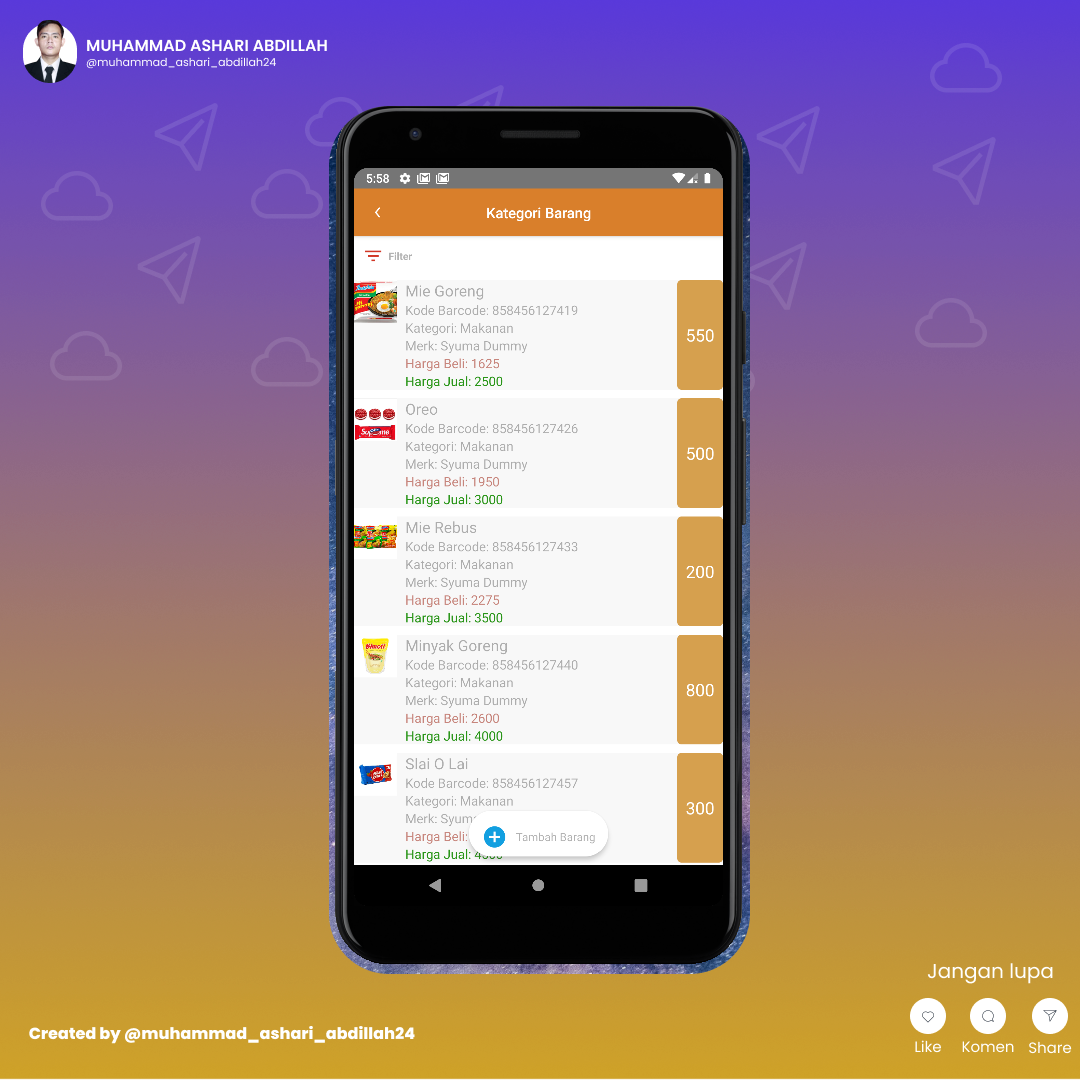 MUHAMMAD ASHARI ABDILLAH
@muhammad_ashari_abdillah24
5:58
Kategori Barang
Filter
Mie Goreng
Kode Barcode: 858456127419
Kategori: Makanan
Merk: Syuma Dummy
Harga Beli: 1625
Harga Jual: 2500
550
Oreo
Kode Barcode: 858456127426
Kategori: Makanan
Merk: Syuma Dummy
Harga Beli: 1950
Harga Jual: 3000
500
Supreme
Mie Rebus
Kode Barcode: 858456127433
Kategori: Makanan
Merk: Syuma Dummy
Harga Beli: 2275
Harga Jual: 3500
200
Minyak Goreng
Kode Barcode: 858456127440
Kategori: Makanan
Merk: Syuma Dummy
Harga Beli: 2600
Harga Jual: 4000
800
Bimoli
Slai O Lai
Kode Barcode: 858456127457
Kategori: Makanan
Merk: Syum
Harga Beli:
Harga Jual:
300
Tambah Barang
Jangan lupa
Like Komen Share
Created by @muhammad_ashari_abdillah24